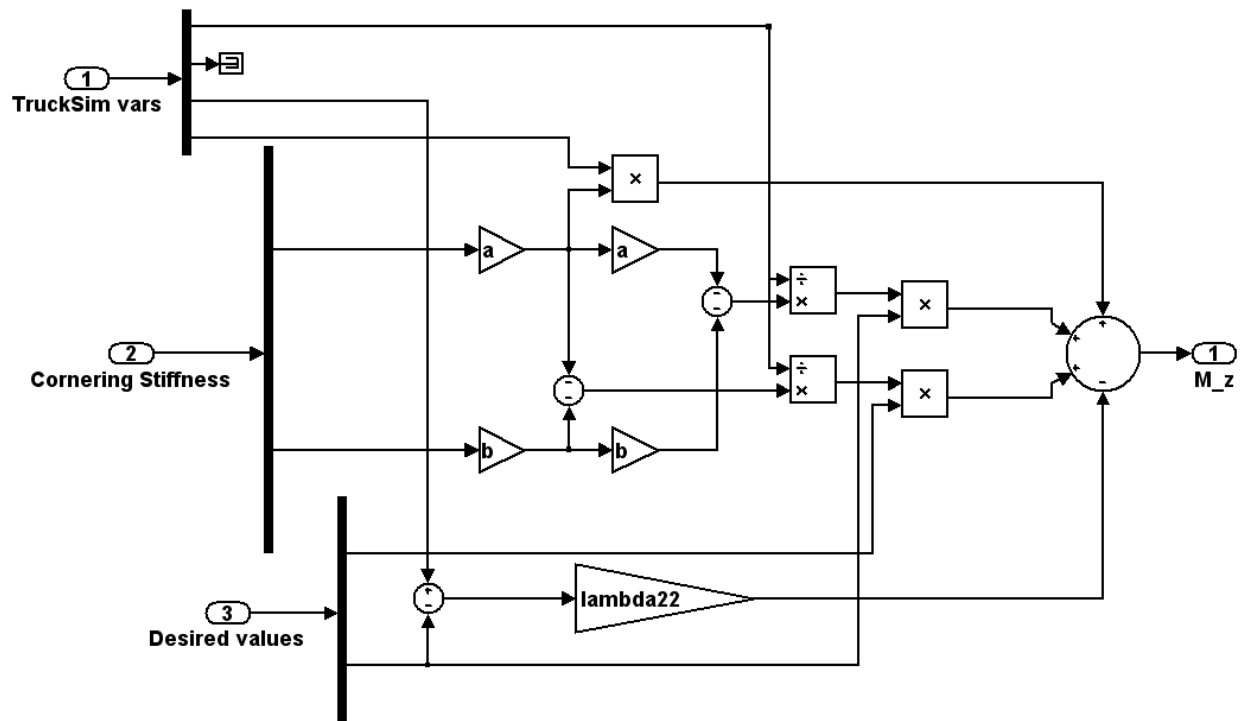 1
TruckSim vars
×
a
a
÷
×
×
-
-
+
+
+
-
1
M_z
2
Cornering Stiffness
-
-
÷
×
×
b
b
+
-
lambda22
3
Desired values